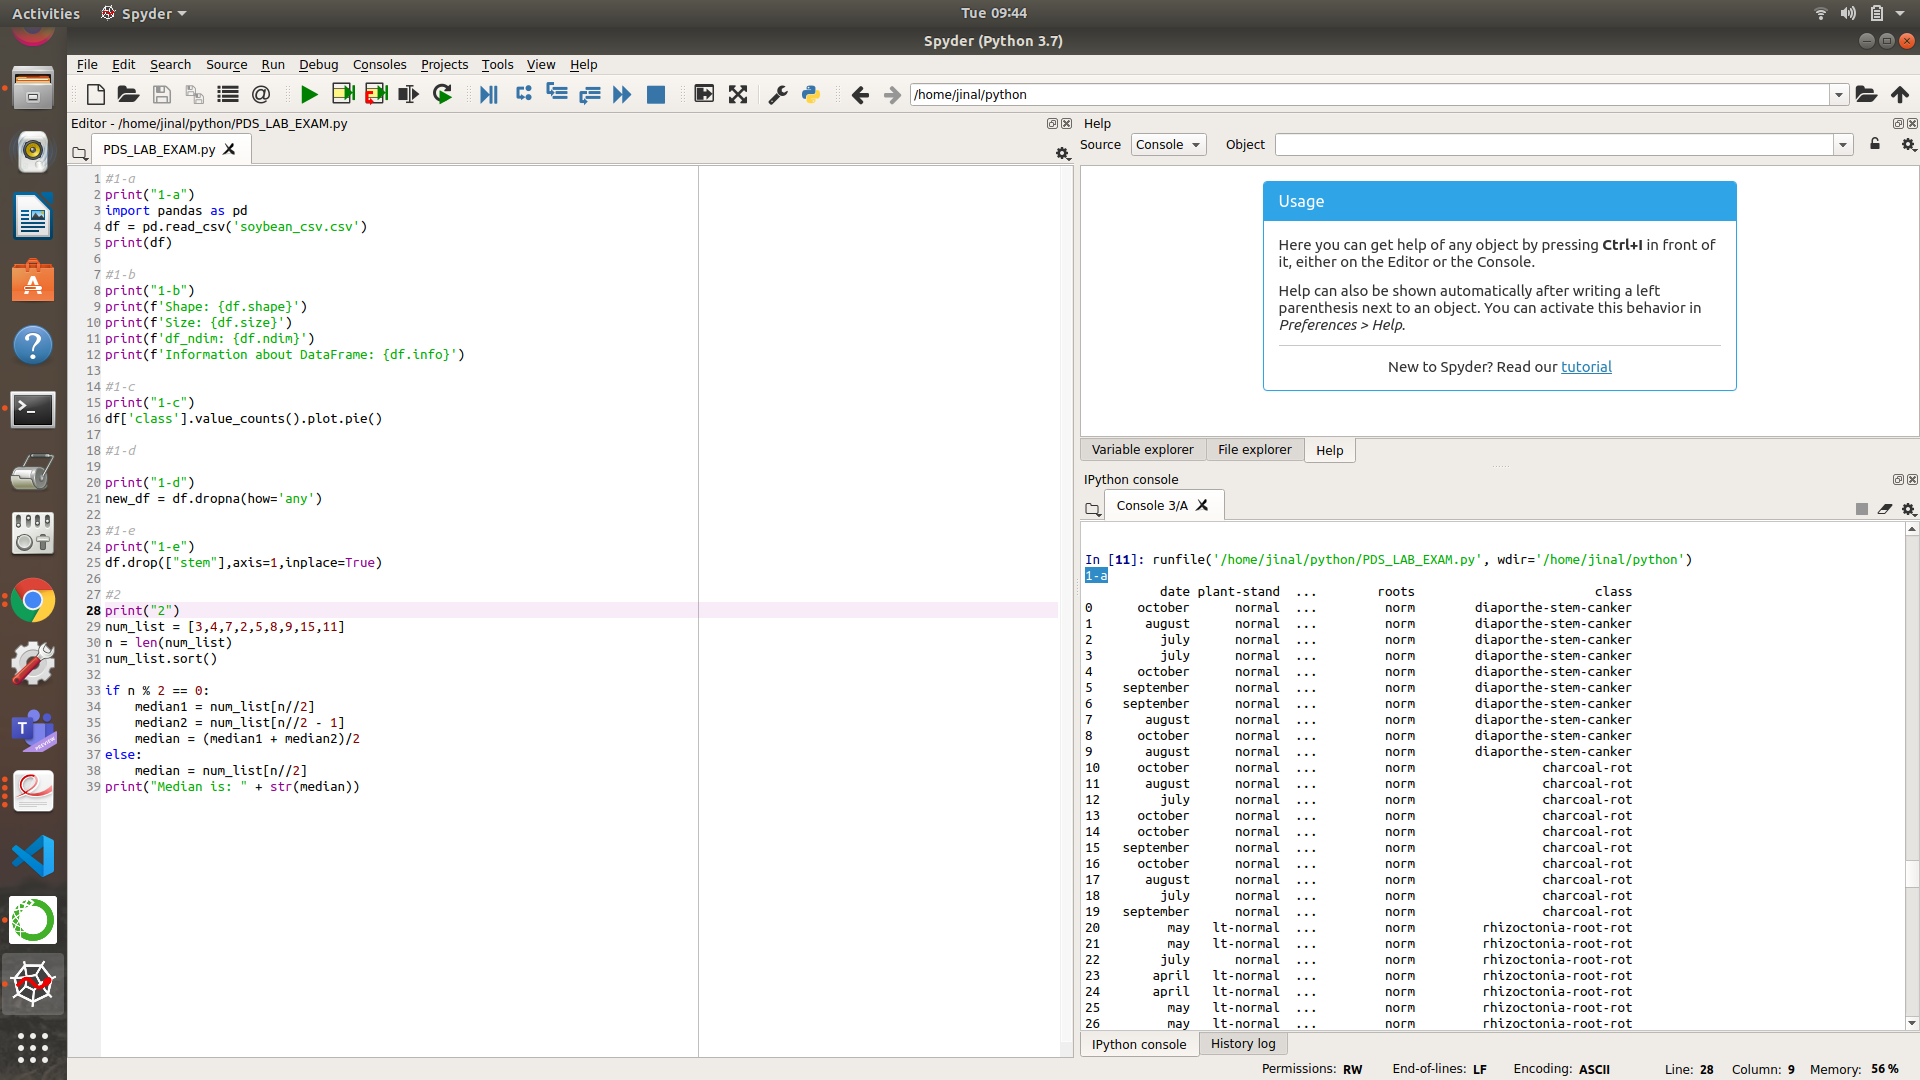 Activities Spyder Tue 09:44
Spyder (Python 3.7)
File Edit Search Source Run Debug Consoles Projects Tools View Help
/home/jinal/python
Editor - /home/jinal/python/PDS_LAB_EXAM.py
PDS_LAB_EXAM.py
1 #1-a
2 print("1-a")
3 import pandas as pd
4 df = pd.read_csv('soybean_csv.csv')
5 print(df)
6
7 #1-b
8 print("1-b")
9 print(f'Shape: {df.shape}')
10 print(f'Size: {df.size}')
11 print(f'df_ndim: {df.ndim}')
12 print(f'Information about DataFrame: {df.info}')
13
14 #1-c
15 print("1-c")
16 df['class'].value_counts().plot.pie()
17
18 #1-d
19
20 print("1-d")
21 new_df = df.dropna(how='any')
22
23 #1-e
24 print("1-e")
25 df.drop(["stem"],axis=1,inplace=True)
26
27 #2
28 print("2")
29 num_list = [3,4,7,2,5,8,9,15,11]
30 n = len(num_list)
31 num_list.sort()
32
33 if n % 2 == 0:
34     median1 = num_list[n//2]
35     median2 = num_list[n//2 - 1]
36     median = (median1 + median2)/2
37 else:
38     median = num_list[n//2]
39 print("Median is: " + str(median))
Help
Source Console Object
Usage
Here you can get help of any object by pressing Ctrl+I in front of
it, either on the Editor or the Console.
Help can also be shown automatically after writing a left
parenthesis next to an object. You can activate this behavior in
Preferences > Help.
New to Spyder? Read our tutorial
Variable explorer File explorer Help
IPython console
Console 3/A
In [11]: runfile('/home/jinal/python/PDS_LAB_EXAM.py', wdir='/home/jinal/python')
1-a
date plant-stand ... roots class
0 october normal ... norm diaporthe-stem-canker
1 august normal ... norm diaporthe-stem-canker
2 july normal ... norm diaporthe-stem-canker
3 july normal ... norm diaporthe-stem-canker
4 october normal ... norm diaporthe-stem-canker
5 september normal ... norm diaporthe-stem-canker
6 september normal ... norm diaporthe-stem-canker
7 august normal ... norm diaporthe-stem-canker
8 october normal ... norm diaporthe-stem-canker
9 august normal ... norm diaporthe-stem-canker
10 october normal ... norm charcoal-rot
11 august normal ... norm charcoal-rot
12 july normal ... norm charcoal-rot
13 october normal ... norm charcoal-rot
14 october normal ... norm charcoal-rot
15 september normal ... norm charcoal-rot
16 october normal ... norm charcoal-rot
17 august normal ... norm charcoal-rot
18 july normal ... norm charcoal-rot
19 september normal ... norm charcoal-rot
20 may lt-normal ... norm rhizoctonia-root-rot
21 may lt-normal ... norm rhizoctonia-root-rot
22 july normal ... norm rhizoctonia-root-rot
23 april lt-normal ... norm rhizoctonia-root-rot
24 april lt-normal ... norm rhizoctonia-root-rot
25 may lt-normal ... norm rhizoctonia-root-rot
26 may lt-normal ... norm rhizoctonia-root-rot
IPython console History log
Permissions: RW End-of-lines: LF Encoding: ASCII Line: 28 Column: 9 Memory: 56 %